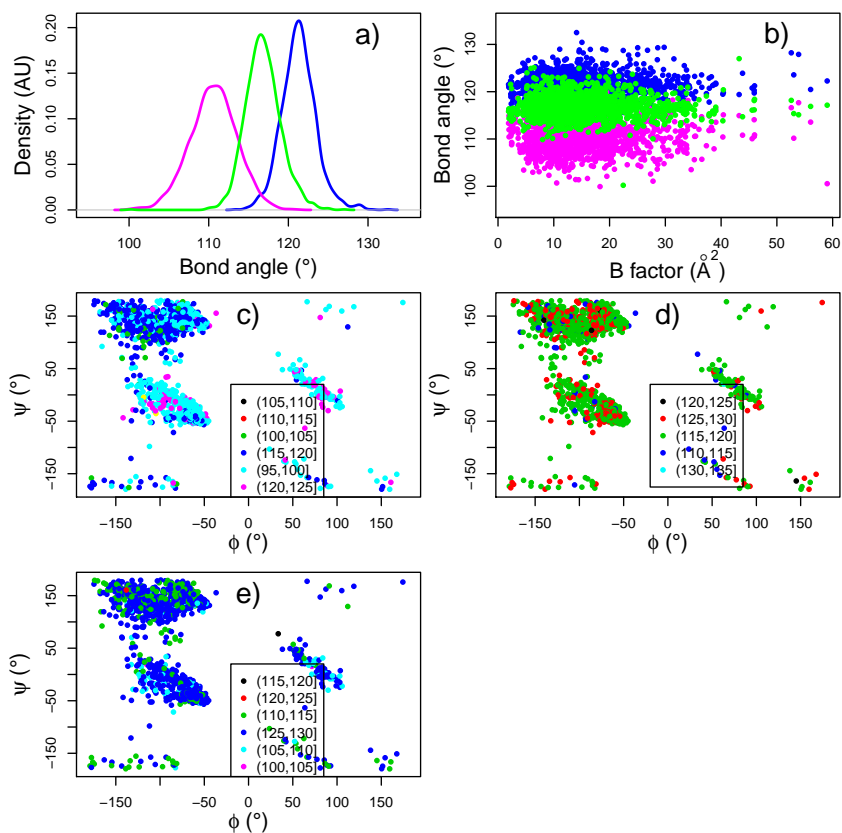 a)
Density (AU)
0.00 0.05 0.10 0.15 0.20
100 110 120 130
Bond angle (°)
b)
Bond angle (°)
100 110 120 130
0 10 20 30 40 50 60
B factor (Å²)
c)
ψ (°)
−150 −50 50 150
(105,110]
(110,115]
(100,105]
(115,120]
(95,100]
(120,125]
−150 −50 0 50 100 150
ϕ (°)
d)
ψ (°)
−150 −50 50 150
(120,125]
(125,130]
(115,120]
(110,115]
(130,135]
−150 −50 0 50 100 150
ϕ (°)
e)
ψ (°)
−150 −50 50 150
(115,120]
(120,125]
(110,115]
(125,130]
(105,110]
(100,105]
−150 −50 0 50 100 150
ϕ (°)